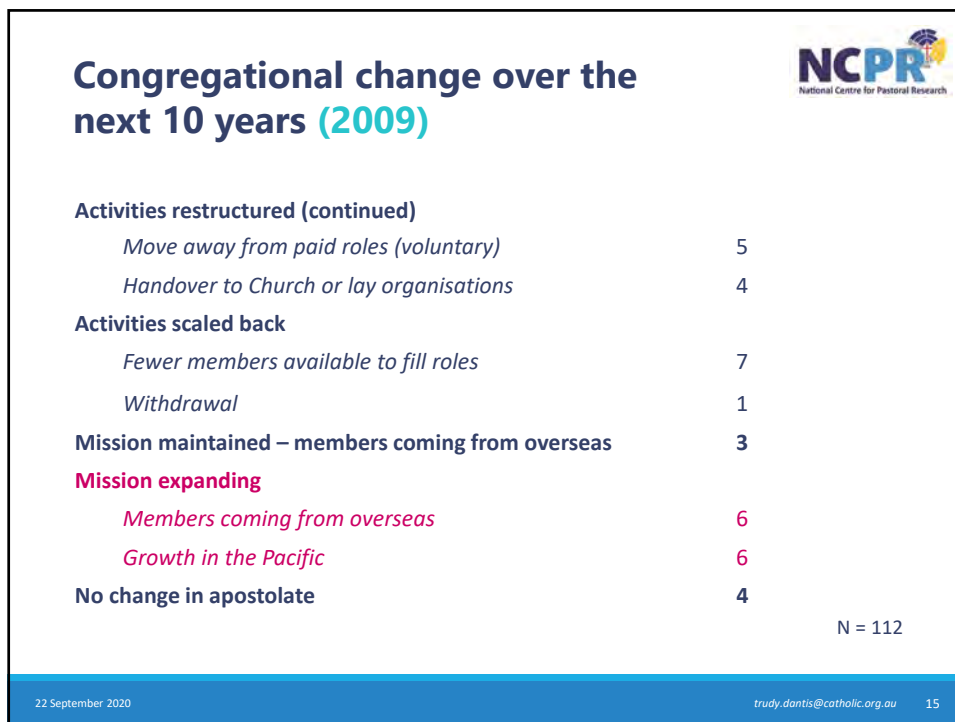 Congregational change over the
next 10 years (2009)
NCPR
National Centre for Pastoral Research
Activities restructured (continued)
Move away from paid roles (voluntary) 5
Handover to Church or lay organisations 4
Activities scaled back
Fewer members available to fill roles 7
Withdrawal 1
Mission maintained – members coming from overseas 3
Mission expanding
Members coming from overseas 6
Growth in the Pacific 6
No change in apostolate 4
N = 112
22 September 2020 trudy.dantis@catholic.org.au 15